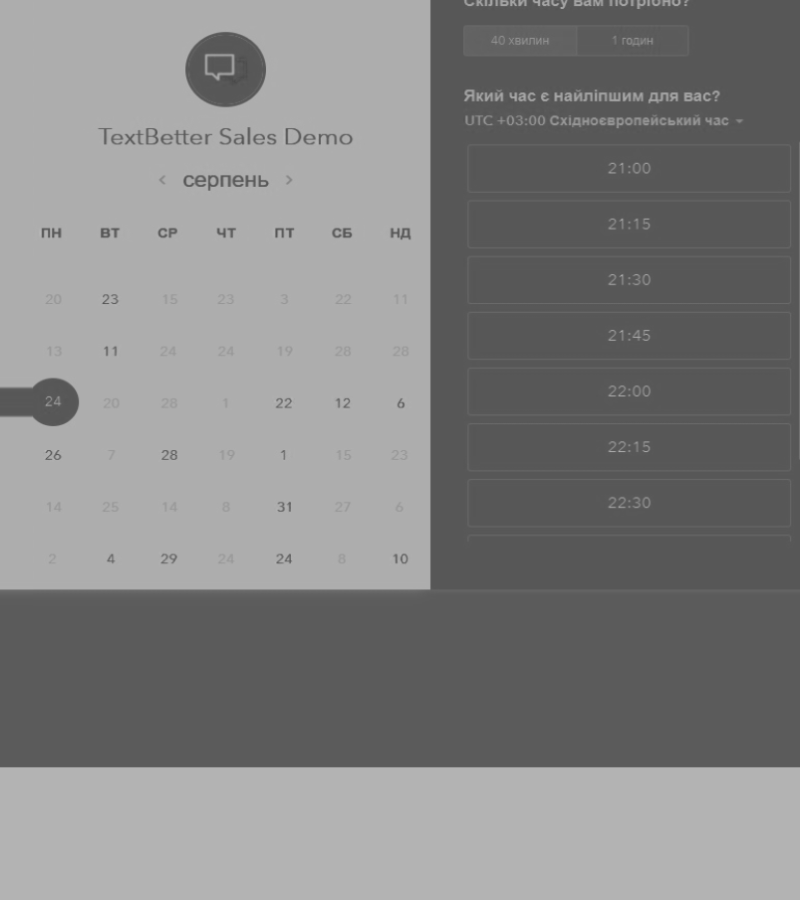 TextBetter Sales Demo
серпень
ПН ВТ СР ЧТ ПТ СБ НД
20 23 15 23 3 22 11
13 11 24 24 19 28 28
24 20 28 1 22 12 6
26 7 28 19 1 15 23
14 25 14 8 31 27 6
2 4 29 24 24 8 10
Скільки часу вам потрібно?
40 хвилин 1 годин
Який час є найліпшим для вас?
UTC +03:00 Східноєвропейський час
21:00
21:15
21:30
21:45
22:00
22:15
22:30